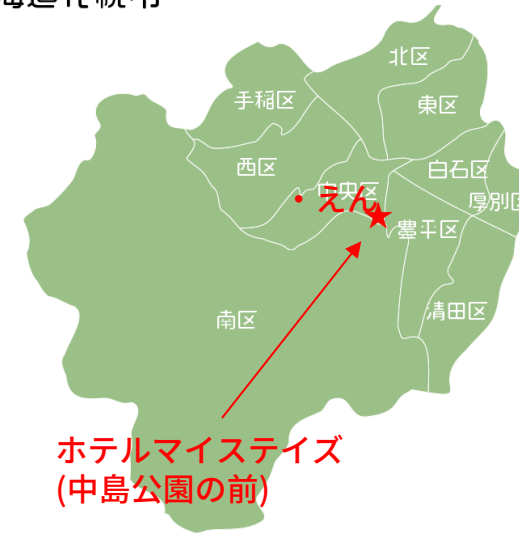 北区
手稲区
東区
西区
白石区
中央区
厚別区
・えん
豊平区
清田区
南区
ホテルマイステイズ
(中島公園の前)